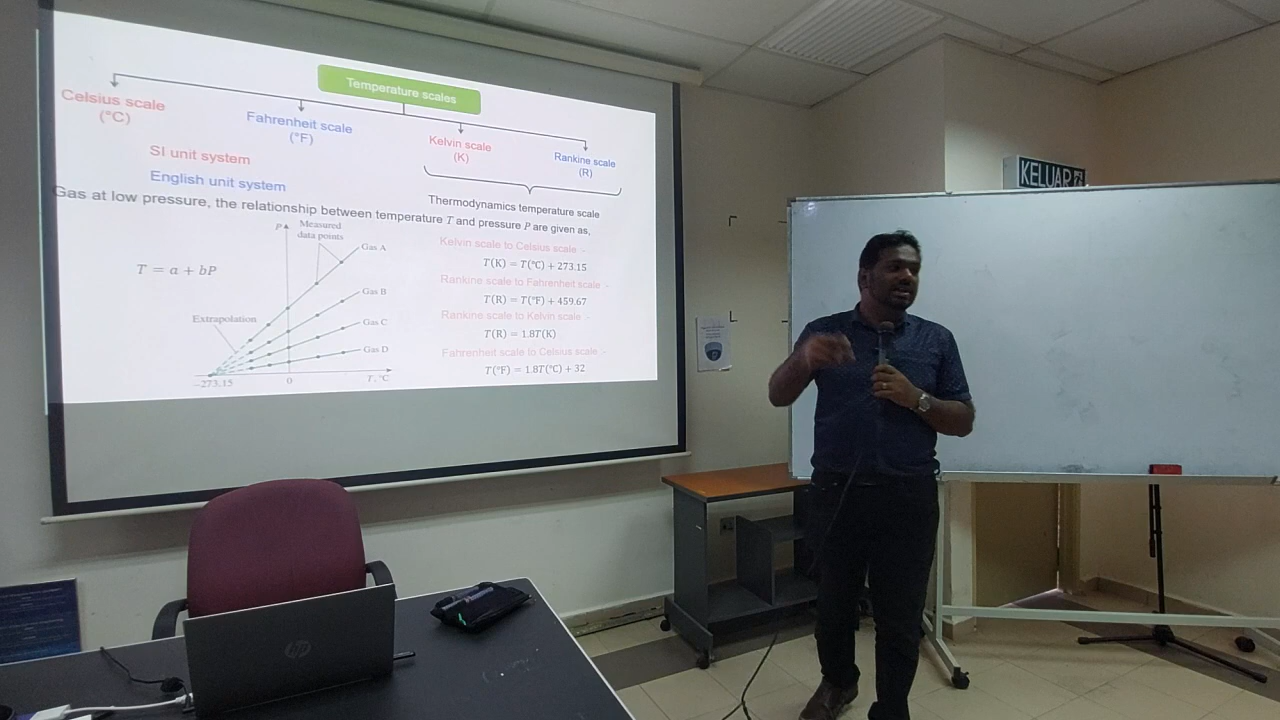 Temperature scales
Celsius scale
(°C)
Fahrenheit scale
(°F)
Kelvin scale
(K)
Rankine scale
(R)
SI unit system
English unit system
Thermodynamics temperature scale
Gas at low pressure, the relationship between temperature T and pressure P are given as,
T = a + bP
P
Measured
data points
Gas A
Gas B
Gas C
Gas D
Extrapolation
−273.15
0
T, °C
Kelvin scale to Celsius scale :-
T(K) = T(°C) + 273.15
Rankine scale to Fahrenheit scale :-
T(R) = T(°F) + 459.67
Rankine scale to Kelvin scale :-
T(R) = 1.8T(K)
Fahrenheit scale to Celsius scale :-
T(°F) = 1.8T(°C) + 32
KELUAR
hp